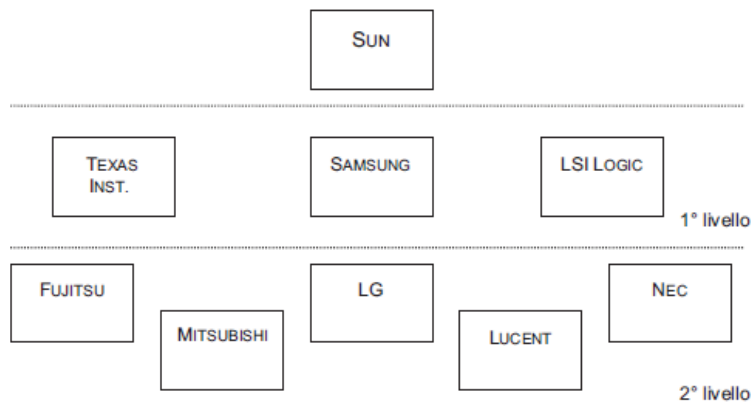 SUN
TEXAS
INST.
SAMSUNG
LSI LOGIC
1° livello
FUJITSU
LG
NEC
MITSUBISHI
LUCENT
2° livello